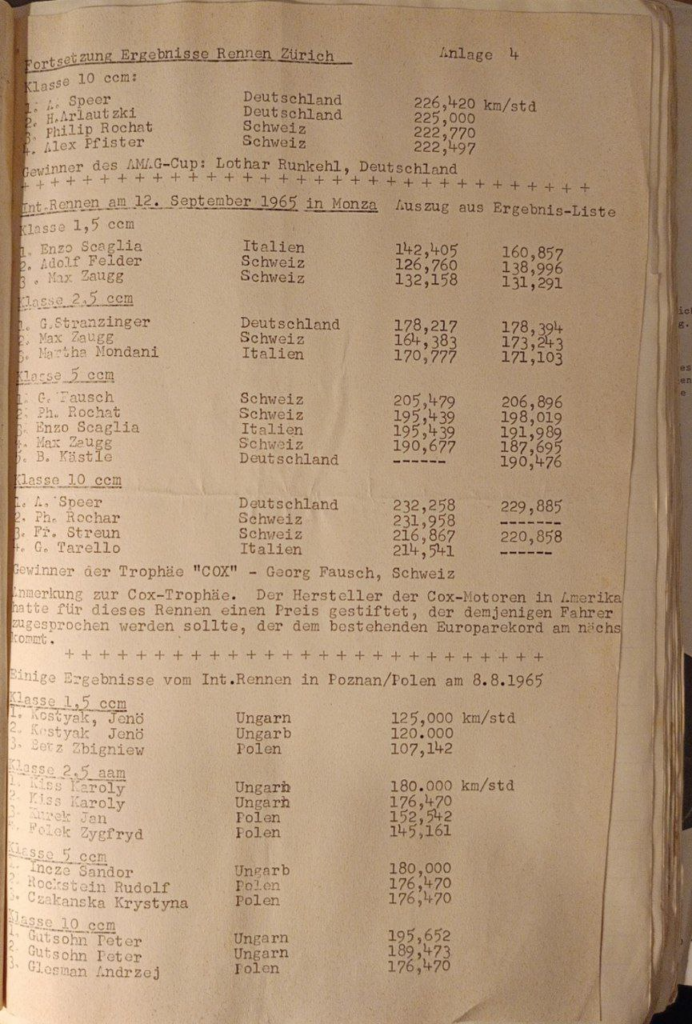 Fortsetzung Ergebnisse Rennen Zürich Anlage 4
Klasse 10 ccm:
1. A. Speer Deutschland 226,420 km/std
2. H.Arlautzki Deutschland 225,000
3. Philip Rochat Schweiz 222,770
4. Alex Pfister Schweiz 222,497
Gewinner des AMAG-Cup: Lothar Runkehl, Deutschland
+ + + + + + + + + + + + + + + + + + + + + + + + + + + + + +
Int.Rennen am 12. September 1965 in Monza Auszug aus Ergebnis-Liste
Klasse 1,5 ccm
1. Enzo Scaglia Italien 142,405 160,857
2. Adolf Felder Schweiz 126,760 138,996
3. Max Zaugg Schweiz 132,158 131,291
Klasse 2,5 ccm
1. G.Stranzinger Deutschland 178,217 178,394
2. Max Zaugg Schweiz 164,383 173,243
3. Martha Mondani Italien 170,777 171,103
Klasse 5 ccm
1. G. Fausch Schweiz 205,479 206,896
2. Ph. Rochat Schweiz 195,439 198,019
3. Enzo Scaglia Italien 195,439 191,989
4. Max Zaugg Schweiz 190,677 187,695
5. B. Kästle Deutschland ------ 190,476
Klasse 10 ccm
1. A. Speer Deutschland 232,258 229,885
2. Ph. Rochar Schweiz 231,958 -------
3. Fr. Streun Schweiz 216,867 220,858
4. G. Tarello Italien 214,541 ------
Gewinner der Trophäe "COX" - Georg Fausch, Schweiz
Anmerkung zur Cox-Trophäe. Der Hersteller der Cox-Motoren in Amerika
hatte für dieses Rennen einen Preis gestiftet, der demjenigen Fahrer
zugesprochen werden sollte, der dem bestehenden Europarekord am nächs
kommt.
+ + + + + + + + + + + + + + + + + + + + + + + + +
Einige Ergebnisse vom Int.Rennen in Poznan/Polen am 8.8.1965
Klasse 1,5 ccm
1. Kostyak, Jenö Ungarn 125,000 km/std
2. Kostyak Jenö Ungarb 120.000
3. Betz Zbigniew Polen 107,142
Klasse 2,5 aam
1. Kiss Karoly Ungarn 180.000 km/std
2. Kiss Karoly Ungarn 176,470
Kurek Jan Polen 152,542
Folek Zygfryd Polen 145,161
Klasse 5 ccm
Incze Sandor Ungarb 180,000
Rockstein Rudolf Polen 176,470
Czakanska Krystyna Polen 176,470
Klasse 10 ccm
Gutsohn Peter Ungarn 195,652
2. Gutsohn Peter Ungarn 189,473
3. Glesman Andrzej Polen 176,470